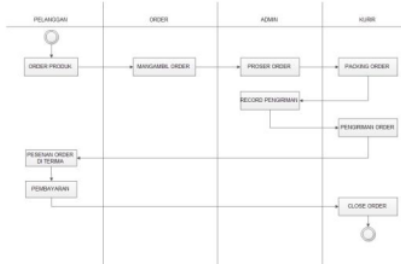 PELANGGAN
ORDER
ADMIN
KURIR
ORDER PRODUK
MANGAMBIL ORDER
PROSER ORDER
PACKING ORDER
RECORD PENGIRIMAN
PENGIRIMAN ORDER
PESENAN ORDER
DI TERIMA
PEMBAYARAN
CLOSE ORDER